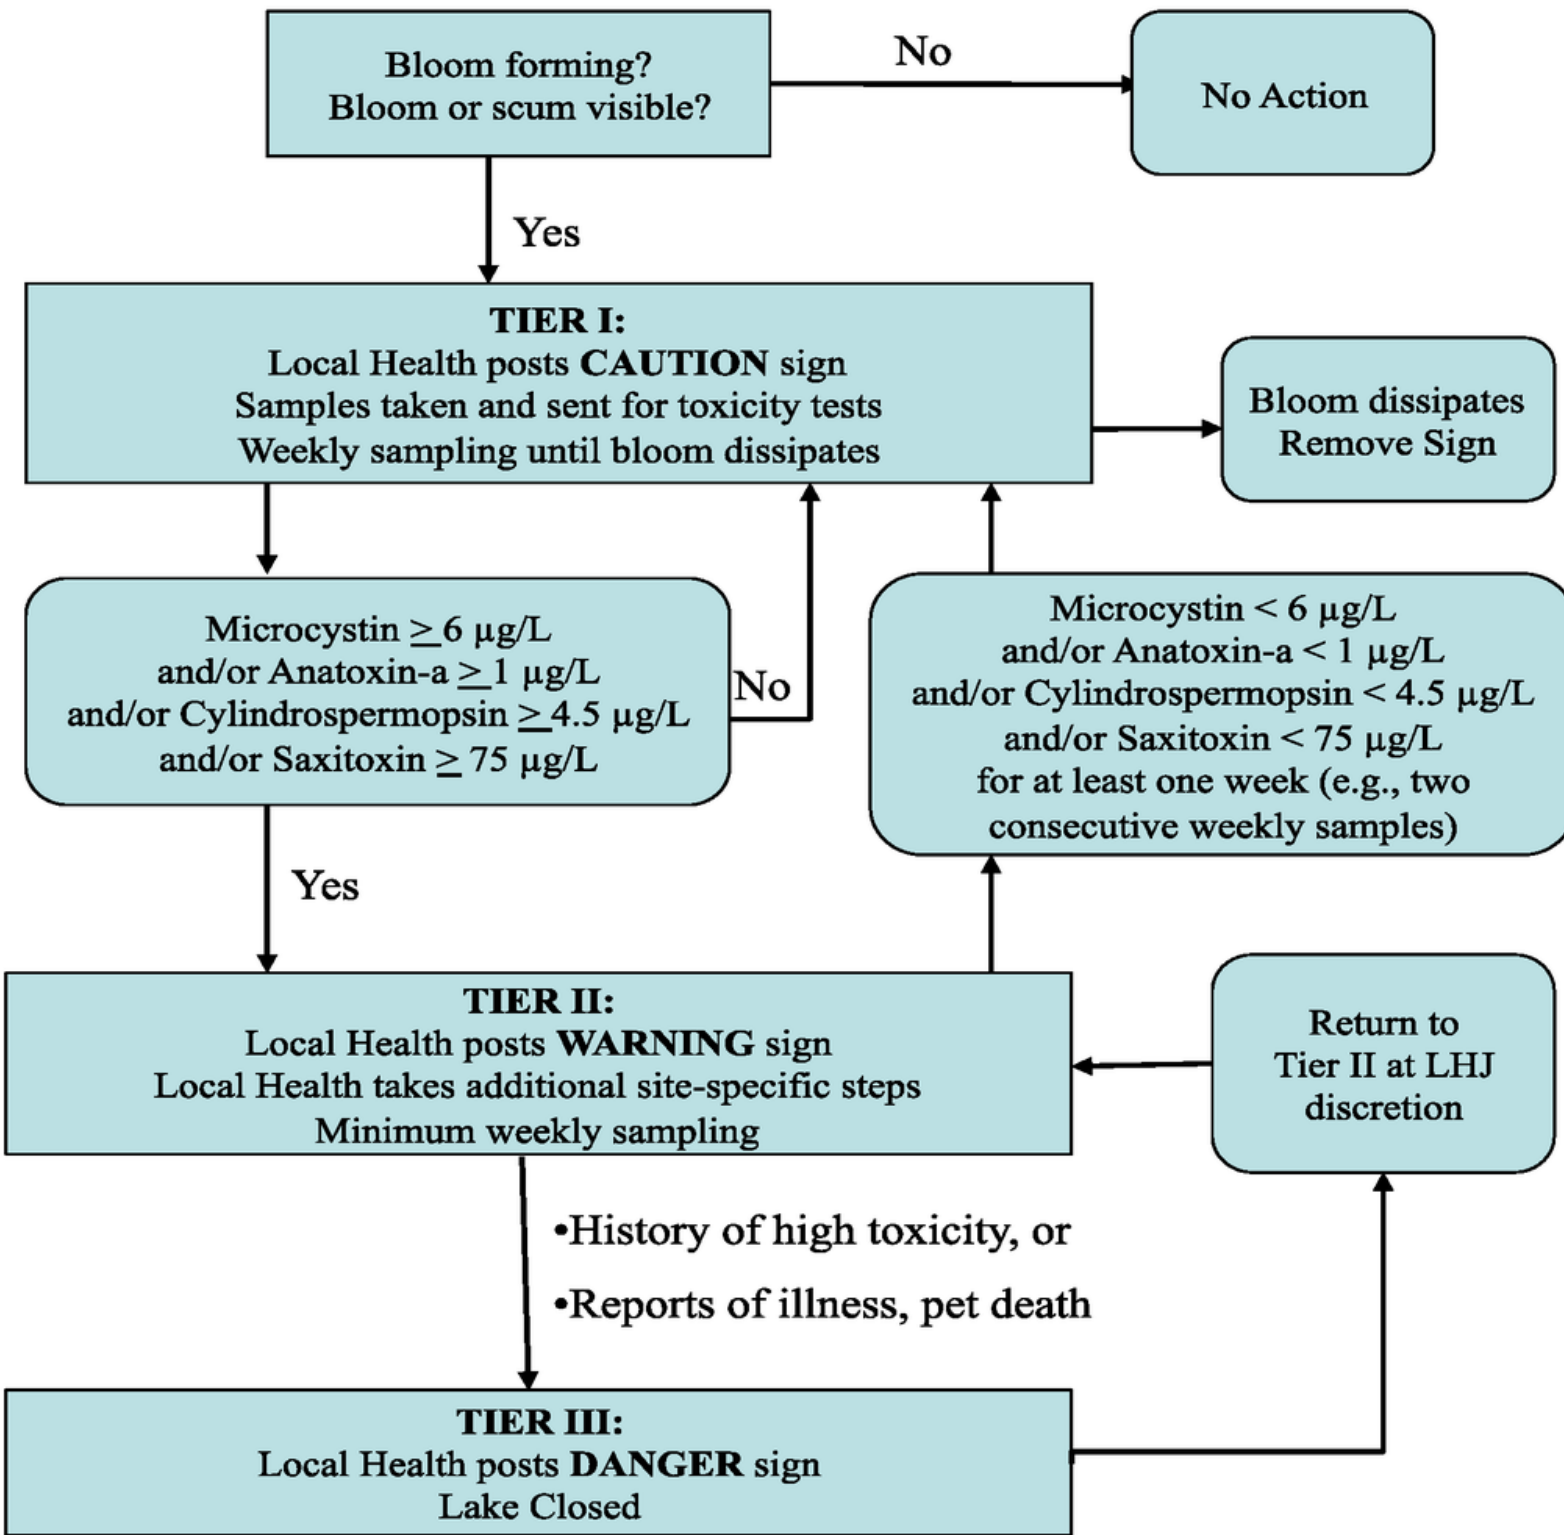 Bloom forming?
Bloom or scum visible?
No
No Action
Yes
TIER I:
Local Health posts CAUTION sign
Samples taken and sent for toxicity tests
Weekly sampling until bloom dissipates
Bloom dissipates
Remove Sign
Microcystin ≥ 6 µg/L
and/or Anatoxin-a ≥ 1 µg/L
and/or Cylindrospermopsin ≥ 4.5 µg/L
and/or Saxitoxin ≥ 75 µg/L
No
Microcystin < 6 µg/L
and/or Anatoxin-a < 1 µg/L
and/or Cylindrospermopsin < 4.5 µg/L
and/or Saxitoxin < 75 µg/L
for at least one week (e.g., two
consecutive weekly samples)
Yes
TIER II:
Local Health posts WARNING sign
Local Health takes additional site-specific steps
Minimum weekly sampling
Return to
Tier II at LHJ
discretion
•History of high toxicity, or
•Reports of illness, pet death
TIER III:
Local Health posts DANGER sign
Lake Closed